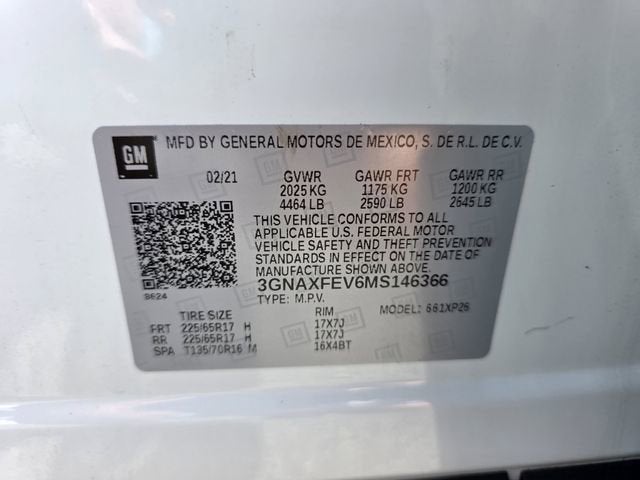 GM
MFD BY GENERAL MOTORS DE MEXICO, S. DE R.L. DE C.V.
02/21 GVWR GAWR FRT GAWR RR
2025 KG 1175 KG 1200 KG
4464 LB 2590 LB 2645 LB
THIS VEHICLE CONFORMS TO ALL
APPLICABLE U.S. FEDERAL MOTOR
VEHICLE SAFETY AND THEFT PREVENTION
STANDARDS IN EFFECT ON THE DATE OF
MANUFACTURE SHOWN ABOVE.
3GNAXFEV6MS146366
8624 TYPE: M.P.V. MODEL: 661XP26
TIRE SIZE RIM
FRT 225/65R17 H 17X7J
RR 225/65R17 H 17X7J
SPA T135/70R16 M 16X4BT